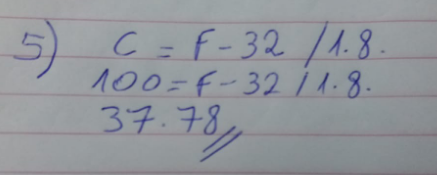 5) C = F - 32 / 1.8.
100 = F - 32 / 1.8.
37.78